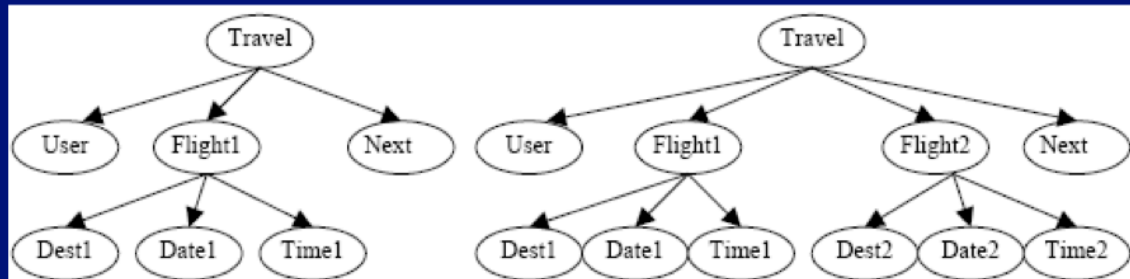 Travel Travel
User Flight1 Next User Flight1 Flight2 Next
Dest1 Date1 Time1 Dest1 Date1 Time1 Dest2 Date2 Time2